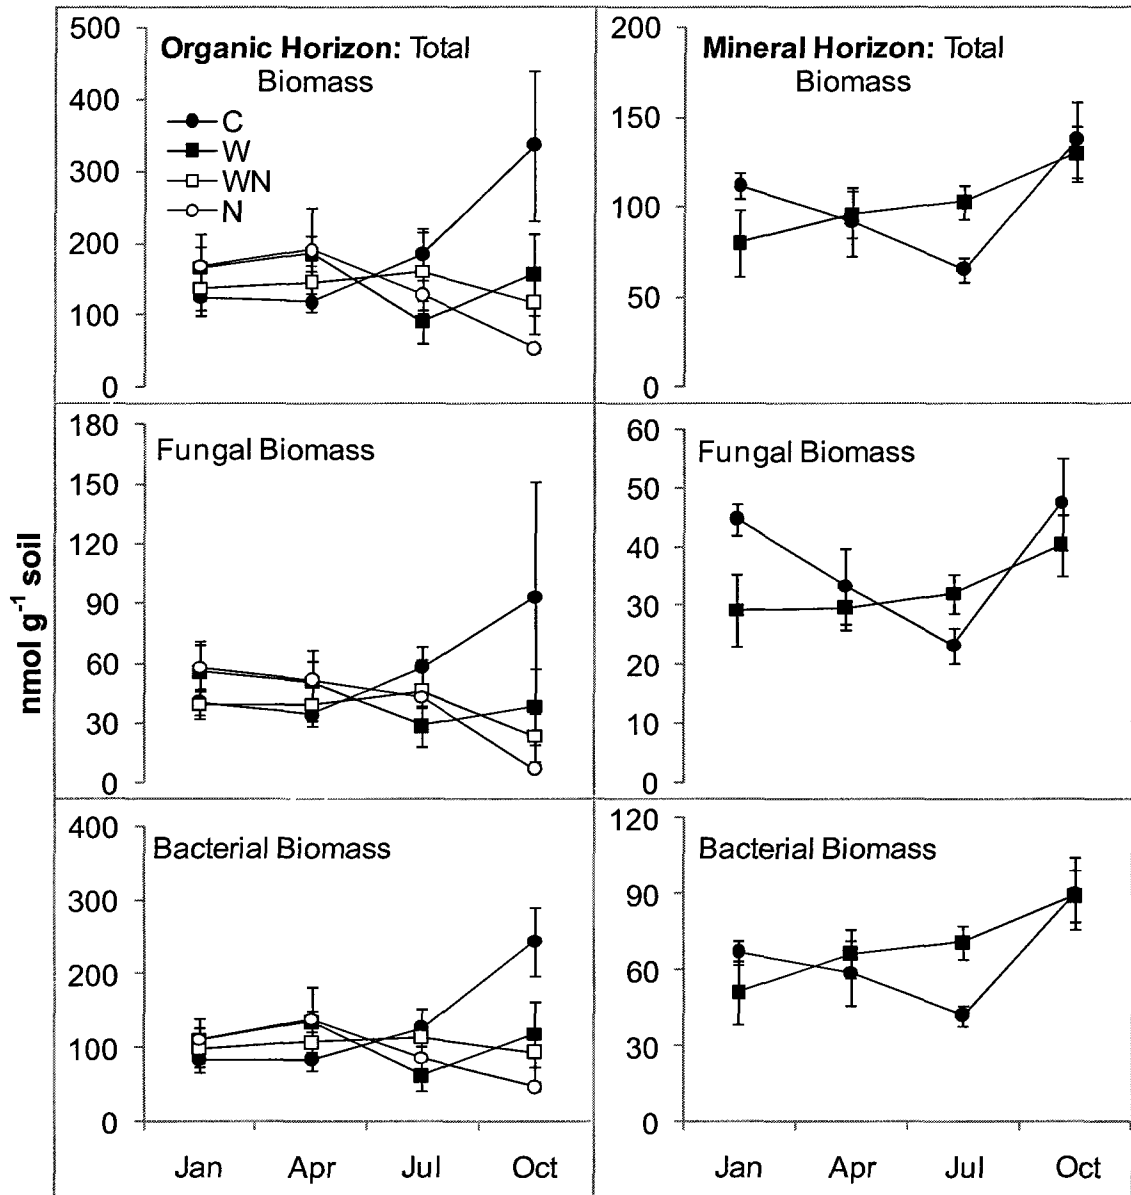 Organic Horizon: Total
Biomass
500
400
300
200
100
0
C
W
WN
N
Mineral Horizon: Total
Biomass
200
150
100
50
0
Fungal Biomass
180
150
120
90
60
30
0
Fungal Biomass
60
50
40
30
20
10
0
nmol g⁻¹ soil
Bacterial Biomass
400
300
200
100
0
Jan Apr Jul Oct
Bacterial Biomass
120
90
60
30
0
Jan Apr Jul Oct